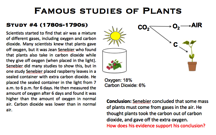 Famous studies of Plants
Study #4 (1780s-1790s)
Scientists started to find that air was a mixture
of different gases, including oxygen and carbon
dioxide. Many scientists knew that plants gave
off oxygen, but it was Jean Senebier who found
that plants also take in carbon dioxide while
they give off oxygen (when placed in the light).
Senebier did many studies to show this, but in
one study Senebier placed raspberry leaves in a
sealed container with extra carbon dioxide. He
placed the sealed container in the light from 7
a.m. to 6 p.m. for 6 days. He then measured the
amount of oxygen after 6 days and found it was
higher than the amount of oxygen in normal
air. Carbon dioxide was lower than in normal
air.
CO₂ O₂ AIR
C
Oxygen: 18%
Carbon Dioxide: 6%
Conclusion: Senebier concluded that some mass
of plants must come from gases in the air. He
thought plants took the carbon out of carbon
dioxide, and gave off the extra oxygen.
How does his evidence support his conclusion?